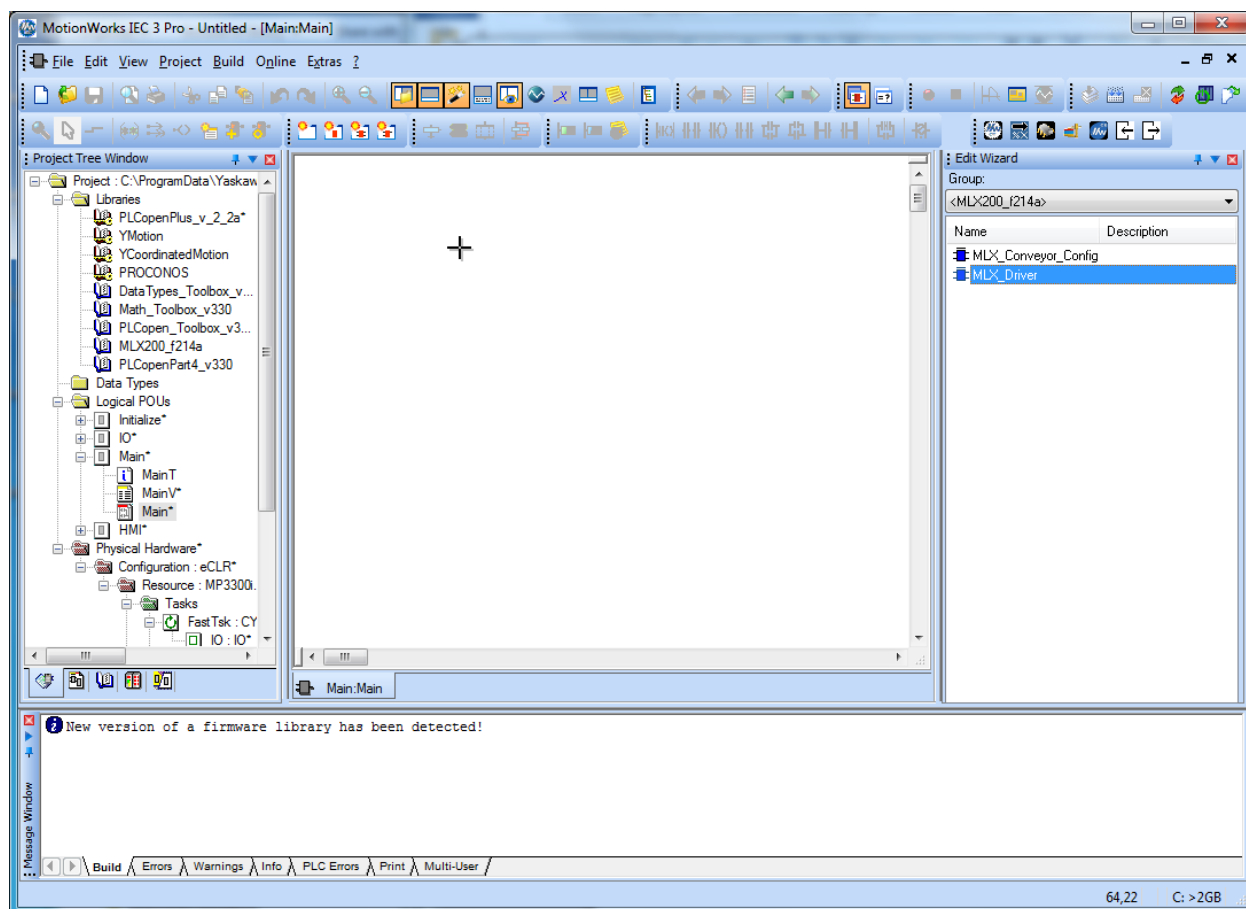 MotionWorks IEC 3 Pro - Untitled - [Main:Main]
File Edit View Project Build Online Extras ?
Project Tree Window
Project : C:\ProgramData\Yaskaw
Libraries
PLCopenPlus_v_2_2a*
YMotion
YCoordinatedMotion
PROCONOS
DataTypes_Toolbox_v...
Math_Toolbox_v330
PLCopen_Toolbox_v3...
MLX200_f214a
PLCopenPart4_v330
Data Types
Logical POUs
Initialize*
IO*
Main*
MainT
MainV*
Main*
HMI*
Physical Hardware*
Configuration : eCLR*
Resource : MP3300i.
Tasks
FastTsk : CY
IO : IO*
Main:Main
Edit Wizard
Group:
<MLX200_f214a>
Name Description
MLX_Conveyor_Config
MLX_Driver
Message Window
New version of a firmware library has been detected!
Build Errors Warnings Info PLC Errors Print Multi-User
64,22 C: >2GB